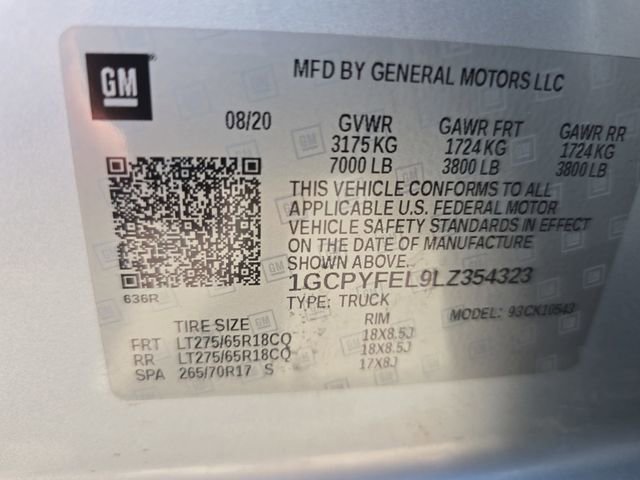 GM
MFD BY GENERAL MOTORS LLC
08/20 GVWR GAWR FRT GAWR RR
3175 KG 1724 KG 1724 KG
7000 LB 3800 LB 3800 LB
THIS VEHICLE CONFORMS TO ALL
APPLICABLE U.S. FEDERAL MOTOR
VEHICLE SAFETY STANDARDS IN EFFECT
ON THE DATE OF MANUFACTURE
SHOWN ABOVE.
1GCPYFEL9LZ354323
636R
TYPE: TRUCK MODEL: 93CK10543
TIRE SIZE RIM
FRT LT275/65R18CQ 18X8.5J
RR LT275/65R18CQ 18X8.5J
SPA 265/70R17 S 17X8J